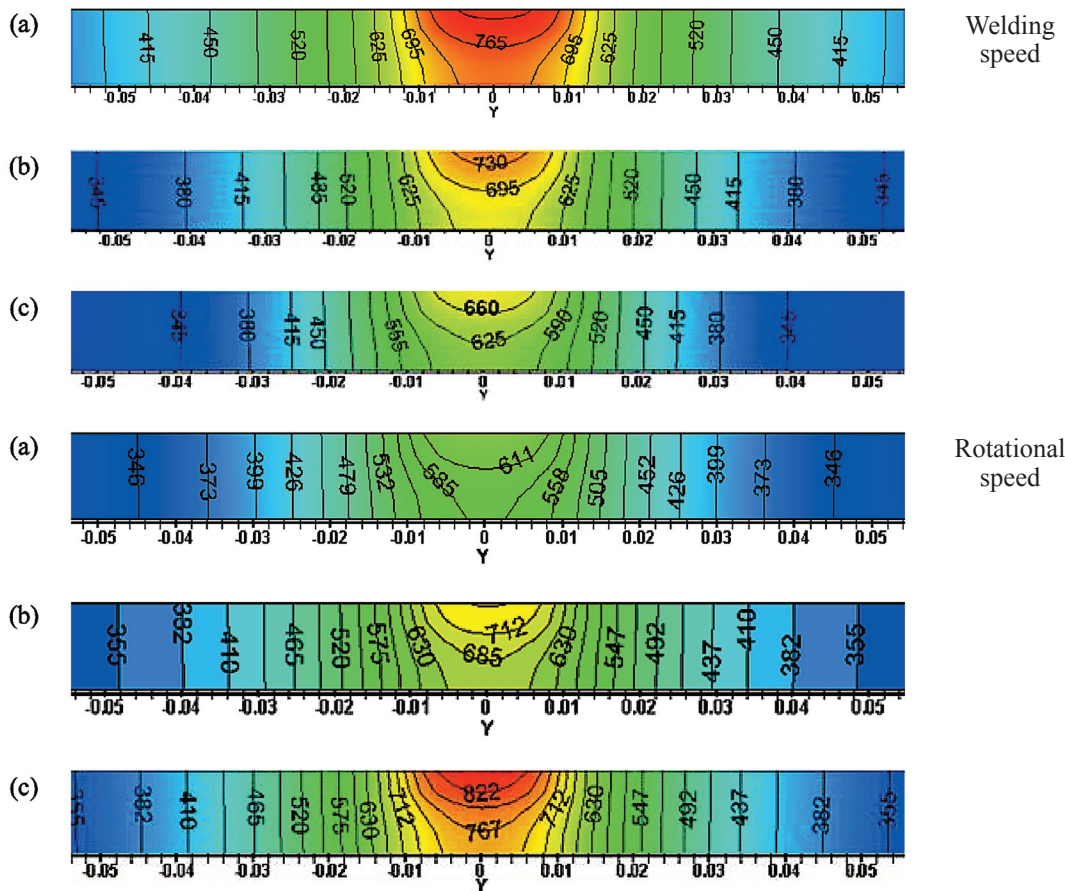 (a)
415 450 520 625 695 765 695 625 520 450 415
-0.05 -0.04 -0.03 -0.02 -0.01 0 0.01 0.02 0.03 0.04 0.05
Y
Welding
speed
(b)
345 380 415 485 520 625 730 695 625 520 450 415 380 345
-0.05 -0.04 -0.03 -0.02 -0.01 0 0.01 0.02 0.03 0.04 0.05
Y
(c)
345 380 415 450 555 660 625 590 520 450 415 380 345
-0.05 -0.04 -0.03 -0.02 -0.01 0 0.01 0.02 0.03 0.04 0.05
Y
(a)
346 373 399 426 479 532 585 611 558 505 452 426 399 373 346
-0.05 -0.04 -0.03 -0.02 -0.01 0 0.01 0.02 0.03 0.04 0.05
Y
Rotational
speed
(b)
355 382 410 465 520 575 630 712 685 630 547 492 437 410 382 355
-0.05 -0.04 -0.03 -0.02 -0.01 0 0.01 0.02 0.03 0.04 0.05
Y
(c)
355 382 410 465 520 575 630 712 822 767 712 630 547 492 437 382 355
-0.05 -0.04 -0.03 -0.02 -0.01 0 0.01 0.02 0.03 0.04 0.05
Y